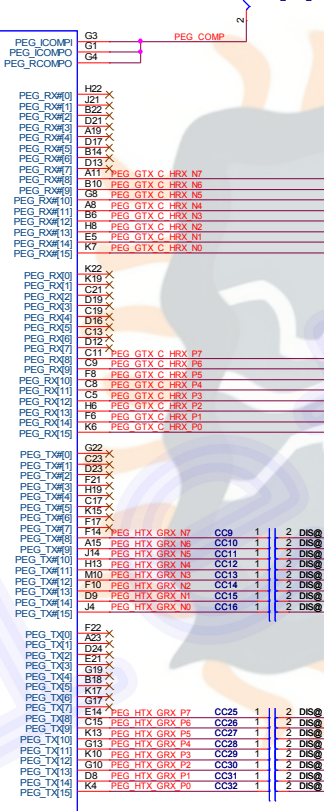 2
PEG_ICOMPI G3 PEG_COMP
PEG_ICOMPO G1
PEG_RCOMPO G4
PEG_RX#[0] H22
PEG_RX#[1] J21
PEG_RX#[2] B22
PEG_RX#[3] D21
PEG_RX#[4] A19
PEG_RX#[5] D17
PEG_RX#[6] B14
PEG_RX#[7] D13
PEG_RX#[8] A11 PEG_GTX_C_HRX_N7
PEG_RX#[9] B10 PEG_GTX_C_HRX_N6
PEG_RX#[10] G8 PEG_GTX_C_HRX_N5
PEG_RX#[11] A8 PEG_GTX_C_HRX_N4
PEG_RX#[12] B6 PEG_GTX_C_HRX_N3
PEG_RX#[13] H8 PEG_GTX_C_HRX_N2
PEG_RX#[14] E5 PEG_GTX_C_HRX_N1
PEG_RX#[15] K7 PEG_GTX_C_HRX_N0
PEG_RX[0] K22
PEG_RX[1] K19
PEG_RX[2] C21
PEG_RX[3] D19
PEG_RX[4] C19
PEG_RX[5] D16
PEG_RX[6] C13
PEG_RX[7] D12
PEG_RX[8] C11 PEG_GTX_C_HRX_P7
PEG_RX[9] C9 PEG_GTX_C_HRX_P6
PEG_RX[10] F8 PEG_GTX_C_HRX_P5
PEG_RX[11] C8 PEG_GTX_C_HRX_P4
PEG_RX[12] C5 PEG_GTX_C_HRX_P3
PEG_RX[13] H6 PEG_GTX_C_HRX_P2
PEG_RX[14] F6 PEG_GTX_C_HRX_P1
PEG_RX[15] K6 PEG_GTX_C_HRX_P0
PEG_TX#[0] G22
PEG_TX#[1] C23
PEG_TX#[2] D23
PEG_TX#[3] F21
PEG_TX#[4] H19
PEG_TX#[5] C17
PEG_TX#[6] K15
PEG_TX#[7] F17
PEG_TX#[8] F14 PEG_HTX_GRX_N7 CC9 1 2 DIS@
PEG_TX#[9] A15 PEG_HTX_GRX_N6 CC10 1 2 DIS@
PEG_TX#[10] J14 PEG_HTX_GRX_N5 CC11 1 2 DIS@
PEG_TX#[11] H13 PEG_HTX_GRX_N4 CC12 1 2 DIS@
PEG_TX#[12] M10 PEG_HTX_GRX_N3 CC13 1 2 DIS@
PEG_TX#[13] F10 PEG_HTX_GRX_N2 CC14 1 2 DIS@
PEG_TX#[14] D9 PEG_HTX_GRX_N1 CC15 1 2 DIS@
PEG_TX#[15] J4 PEG_HTX_GRX_N0 CC16 1 2 DIS@
PEG_TX[0] F22
PEG_TX[1] A23
PEG_TX[2] D24
PEG_TX[3] E21
PEG_TX[4] G19
PEG_TX[5] B18
PEG_TX[6] K17
PEG_TX[7] G17
PEG_TX[8] E14 PEG_HTX_GRX_P7 CC25 1 2 DIS@
PEG_TX[9] C15 PEG_HTX_GRX_P6 CC26 1 2 DIS@
PEG_TX[10] K13 PEG_HTX_GRX_P5 CC27 1 2 DIS@
PEG_TX[11] G13 PEG_HTX_GRX_P4 CC28 1 2 DIS@
PEG_TX[12] K10 PEG_HTX_GRX_P3 CC29 1 2 DIS@
PEG_TX[13] G10 PEG_HTX_GRX_P2 CC30 1 2 DIS@
PEG_TX[14] D8 PEG_HTX_GRX_P1 CC31 1 2 DIS@
PEG_TX[15] K4 PEG_HTX_GRX_P0 CC32 1 2 DIS@